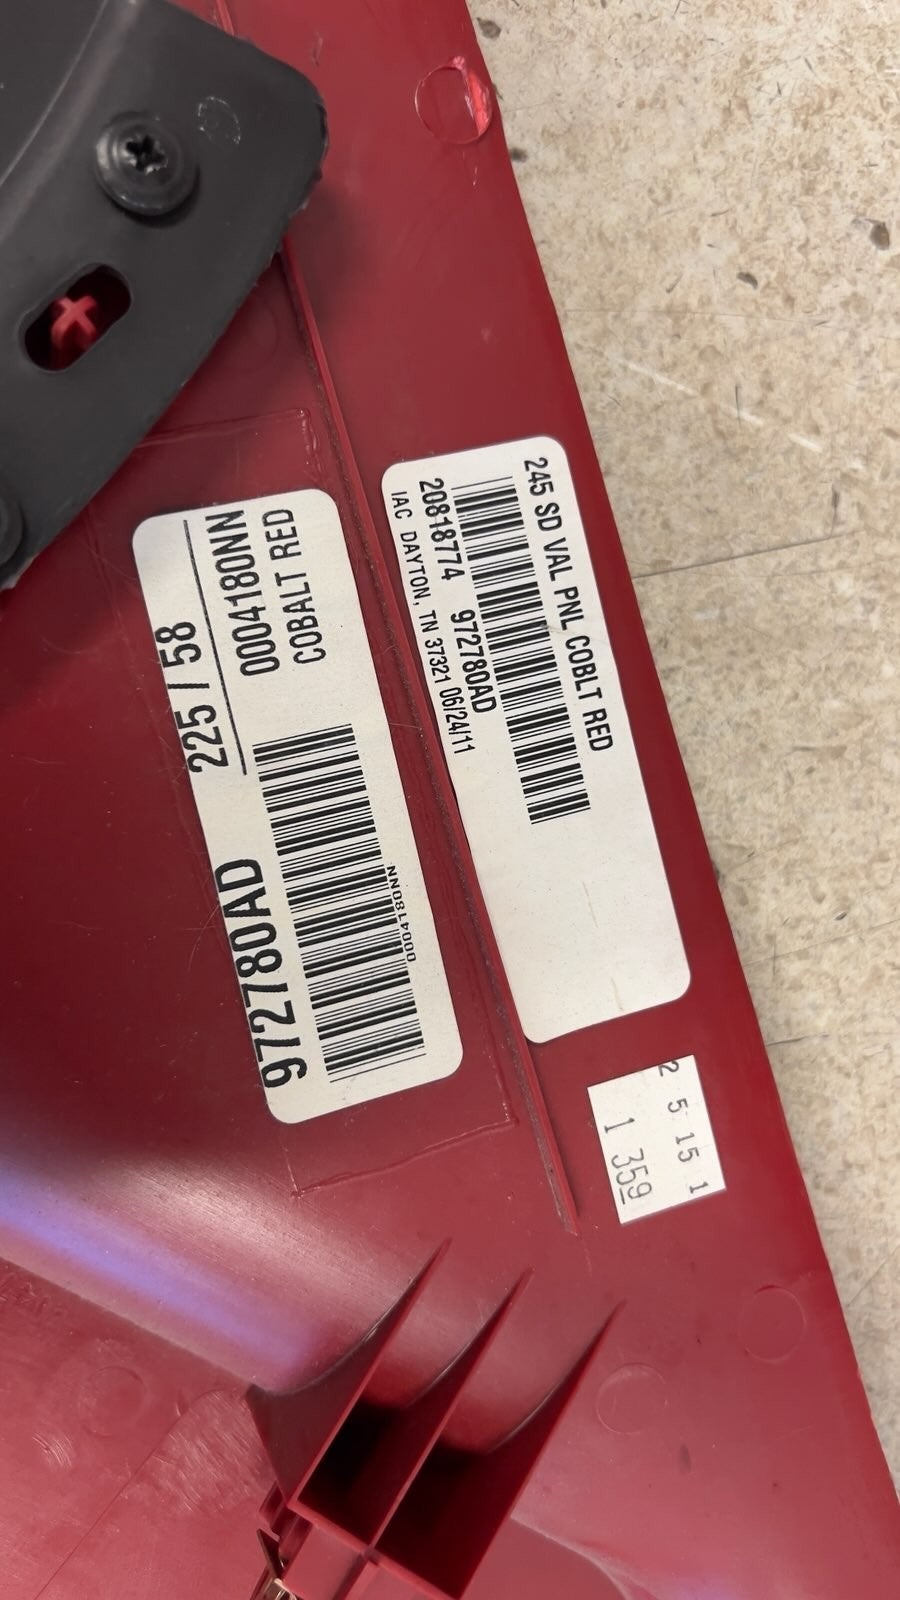 225 / 58
0004180NN
COBALT RED
972780AD
0004180NN
245 SD VAL PNL COBLT RED
20818774 972780AD
IAC DAYTON, TN 37321 06/24/11
2 5 15 1
1 359